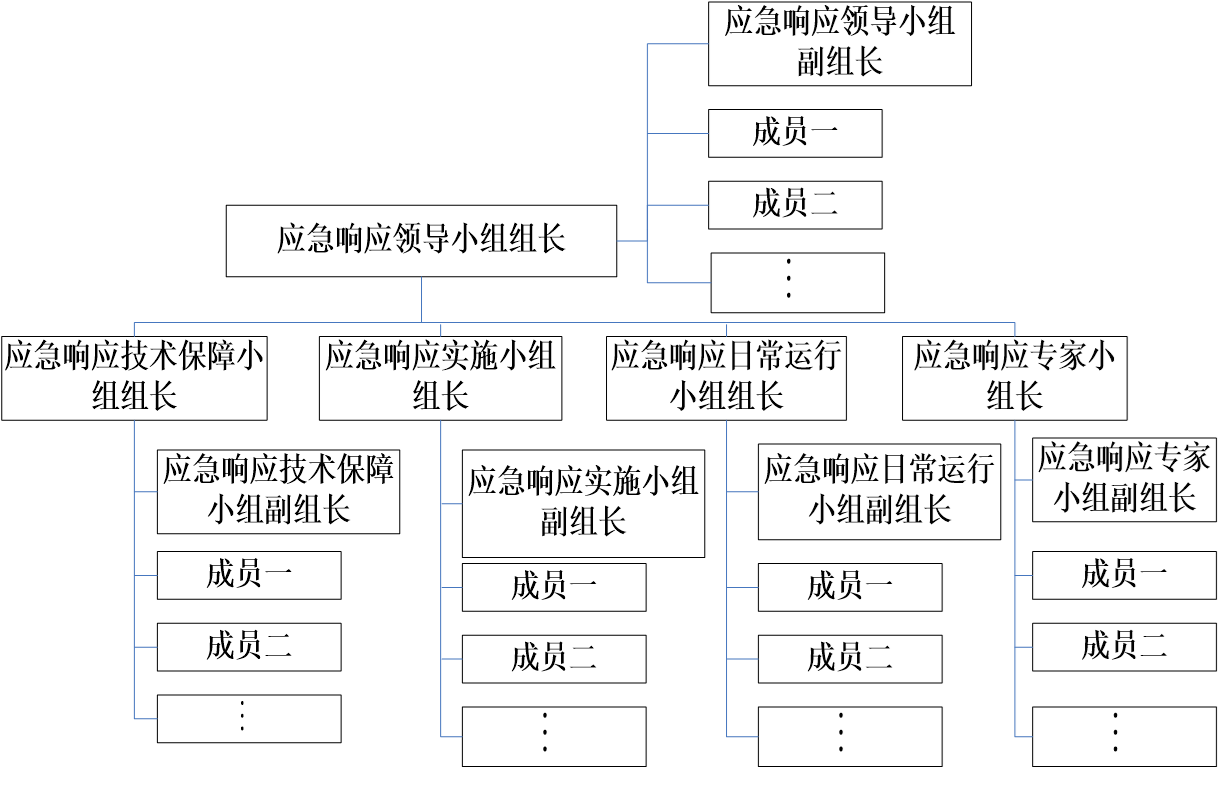 应急响应领导小组
副组长
成员一
成员二
⋮
应急响应领导小组组长
应急响应技术保障小
组组长
应急响应技术保障
小组副组长
成员一
成员二
⋮
应急响应实施小组
组长
应急响应实施小组
副组长
成员一
成员二
⋮
应急响应日常运行
小组组长
应急响应日常运行
小组副组长
成员一
成员二
⋮
应急响应专家小
组长
应急响应专家
小组副组长
成员一
成员二
⋮